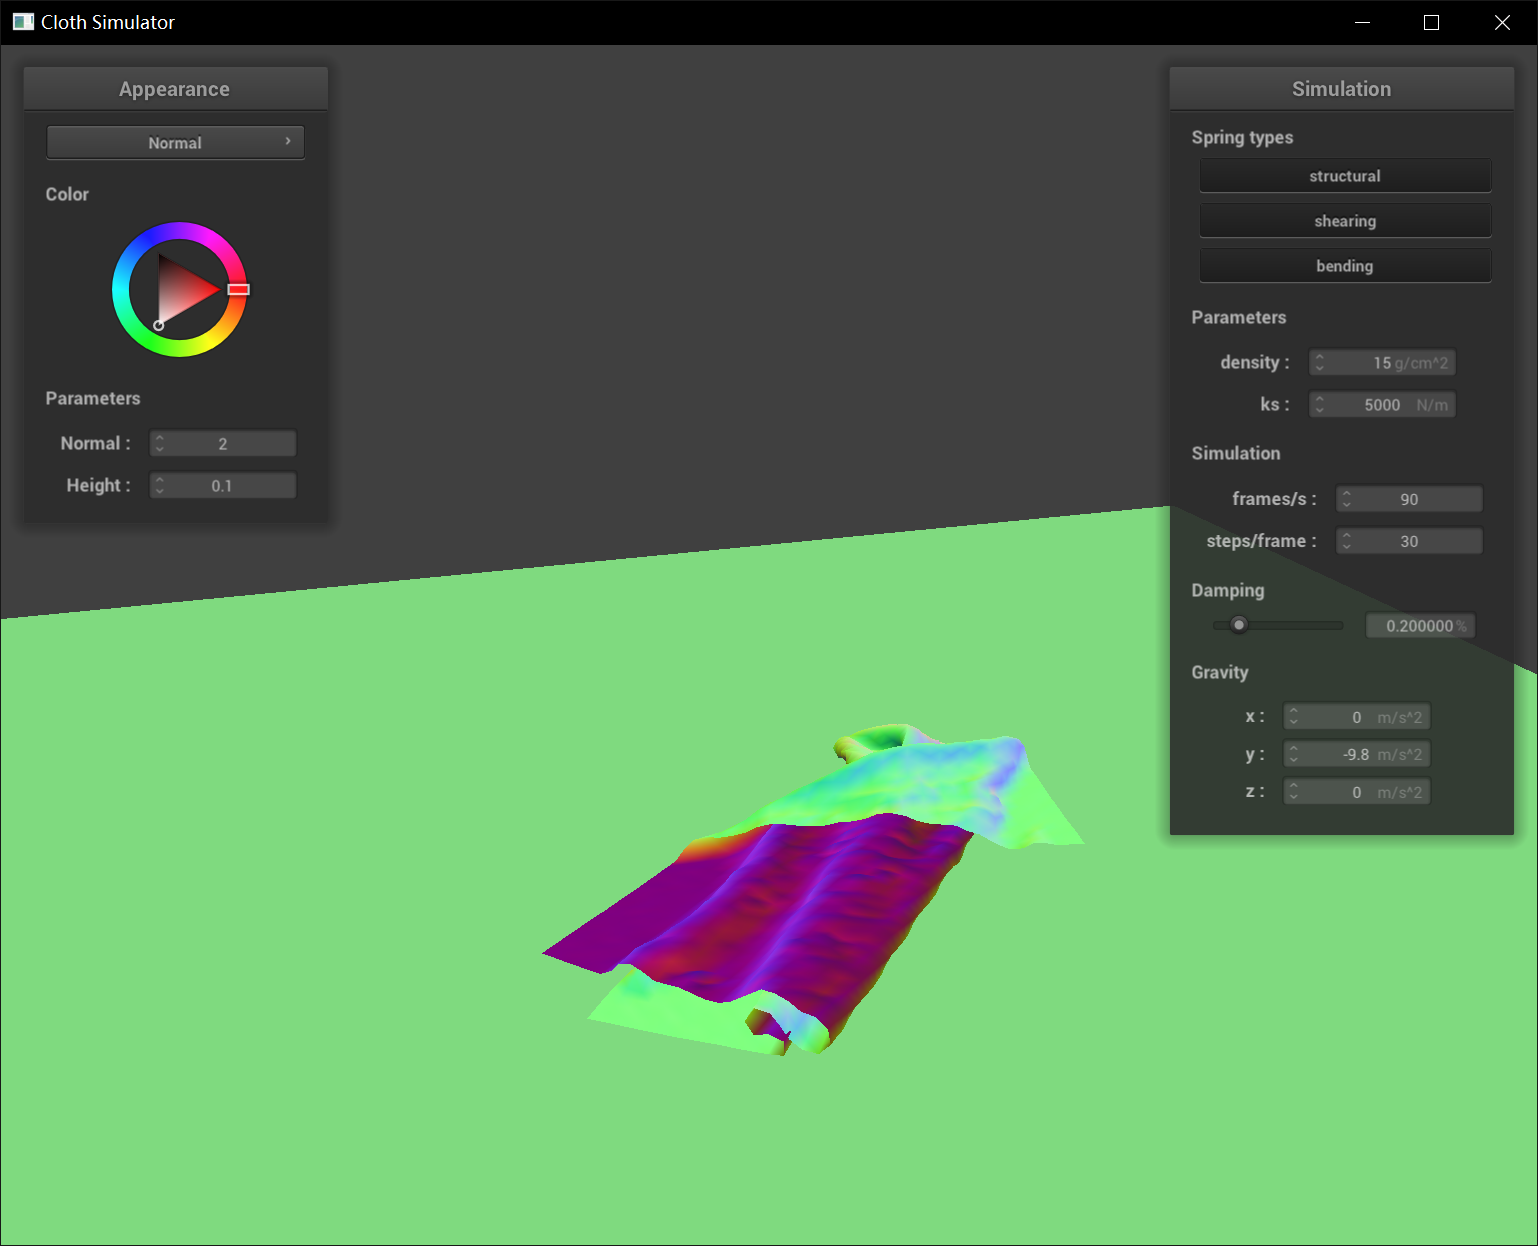 Cloth Simulator
Appearance
Normal
Color
Parameters
Normal : 2
Height : 0.1
Simulation
Spring types
structural
shearing
bending
Parameters
density : 15 g/cm^2
ks : 5000 N/m
Simulation
frames/s : 90
steps/frame : 30
Damping
0.200000 %
Gravity
x : 0 m/s^2
y : -9.8 m/s^2
z : 0 m/s^2